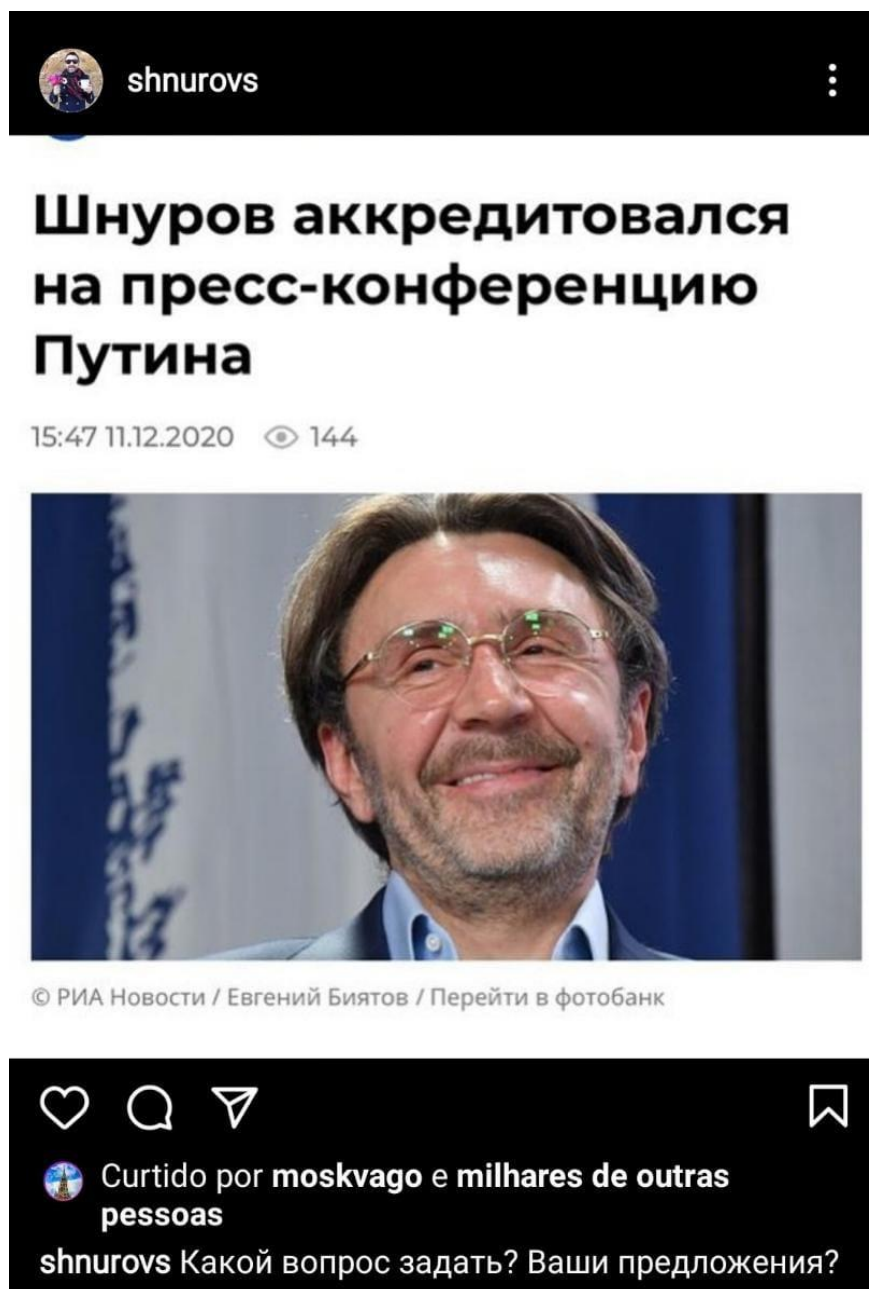 shnurovs
Шнуров аккредитовался
на пресс-конференцию
Путина
15:47 11.12.2020 144
© РИА Новости / Евгений Биятов / Перейти в фотобанк
Curtido por moskvago e milhares de outras
pessoas
shnurovs Какой вопрос задать? Ваши предложения?